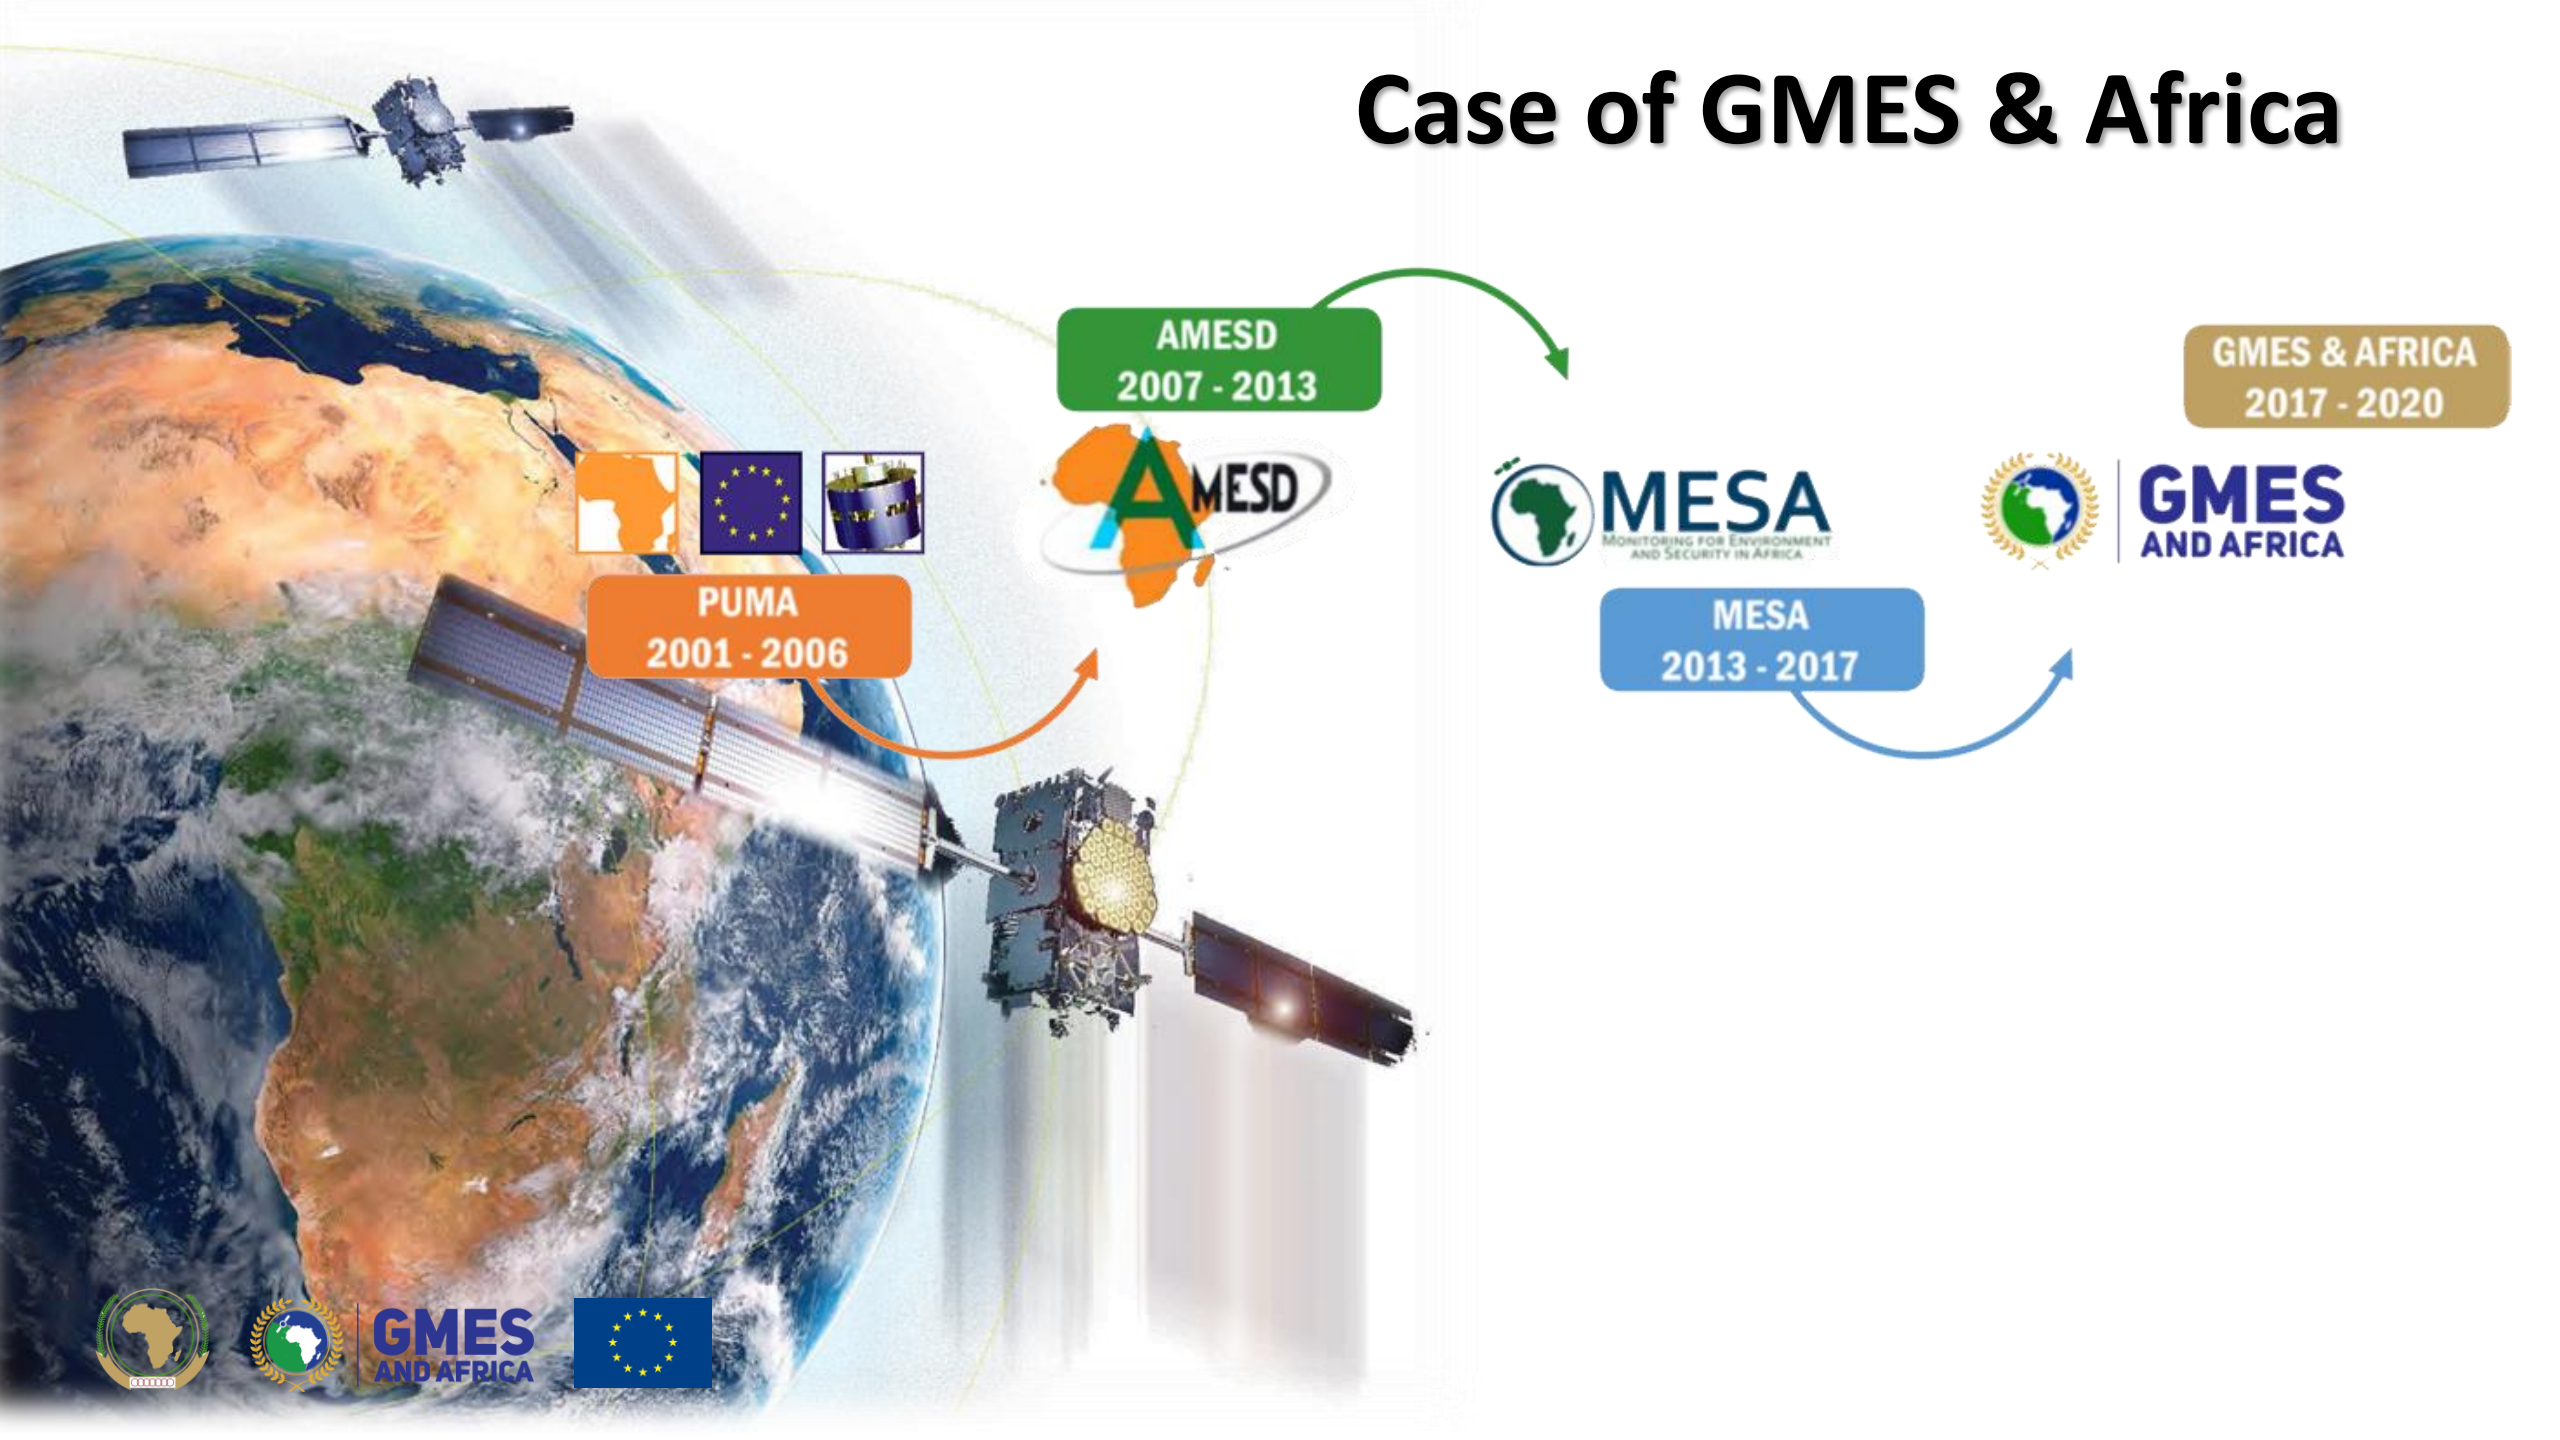 Case of GMES & Africa
AMESD
2007 - 2013
GMES & AFRICA
2017 - 2020
AMESD
MESA
MONITORING FOR ENVIRONMENT
AND SECURITY IN AFRICA
GMES
AND AFRICA
PUMA
2001 - 2006
MESA
2013 - 2017
GMES
AND AFRICA